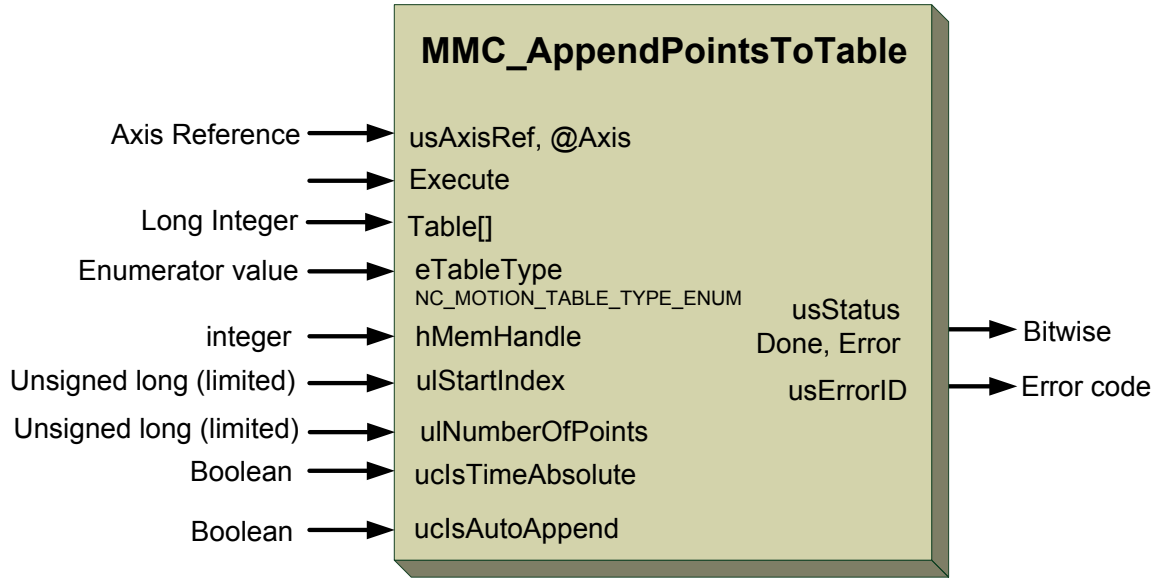 MMC_AppendPointsToTable
Axis Reference
usAxisRef, @Axis
Execute
Long Integer
Table[]
Enumerator value
eTableType
NC_MOTION_TABLE_TYPE_ENUM
integer
hMemHandle
Unsigned long (limited)
ulStartIndex
Unsigned long (limited)
ulNumberOfPoints
Boolean
ucIsTimeAbsolute
Boolean
ucIsAutoAppend
usStatus
Done, Error
Bitwise
usErrorID
Error code